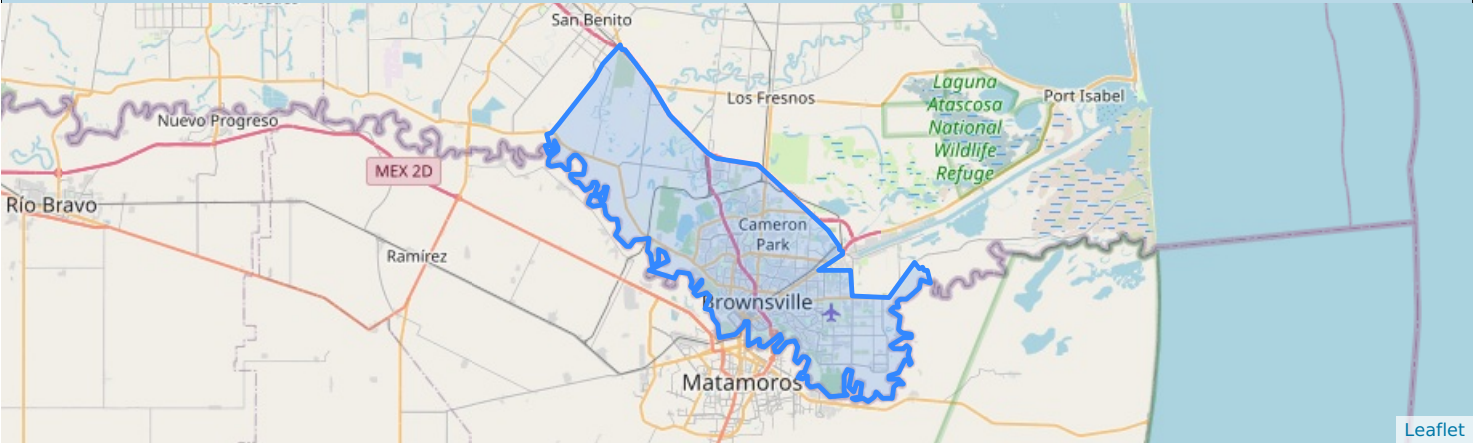 San Benito
Los Fresnos
Laguna
Atascosa
National
Wildlife
Refuge
Port Isabel
Nuevo Progreso
MEX 2D
Río Bravo
Cameron
Park
Ramírez
Brownsville
Matamoros
Leaflet